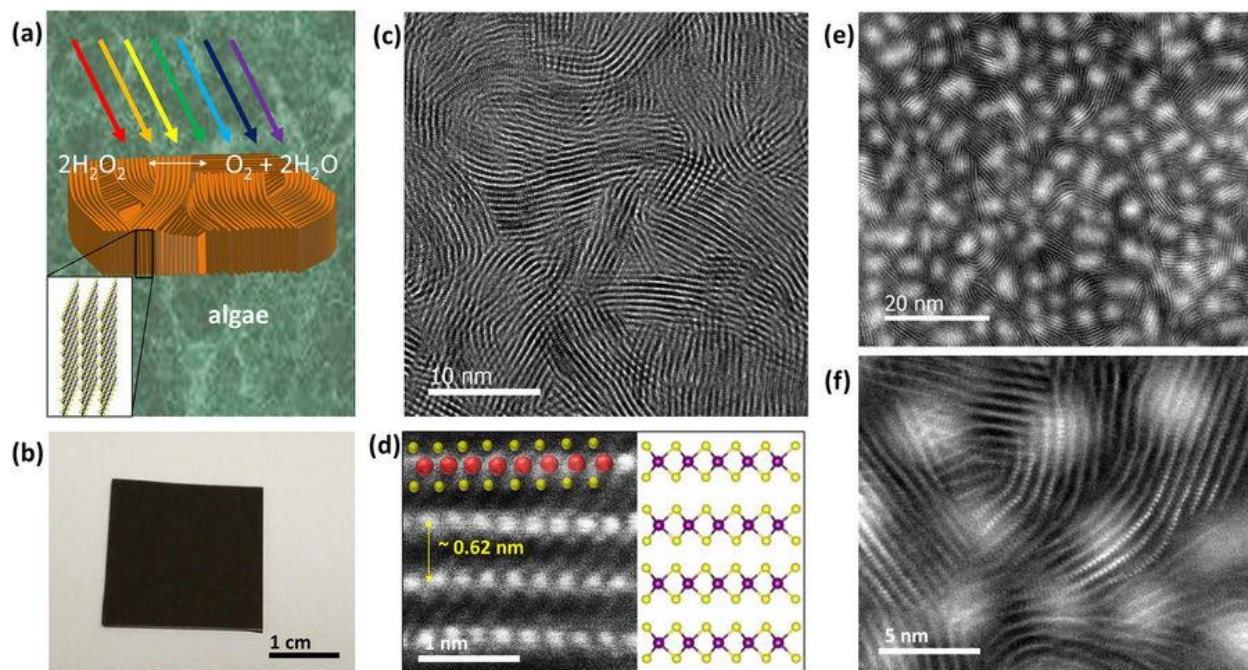 (a)
2H₂O₂
O₂ + 2H₂O
algae
(b)
1 cm
(c)
10 nm
(d)
~ 0.62 nm
1 nm
(e)
20 nm
(f)
5 nm